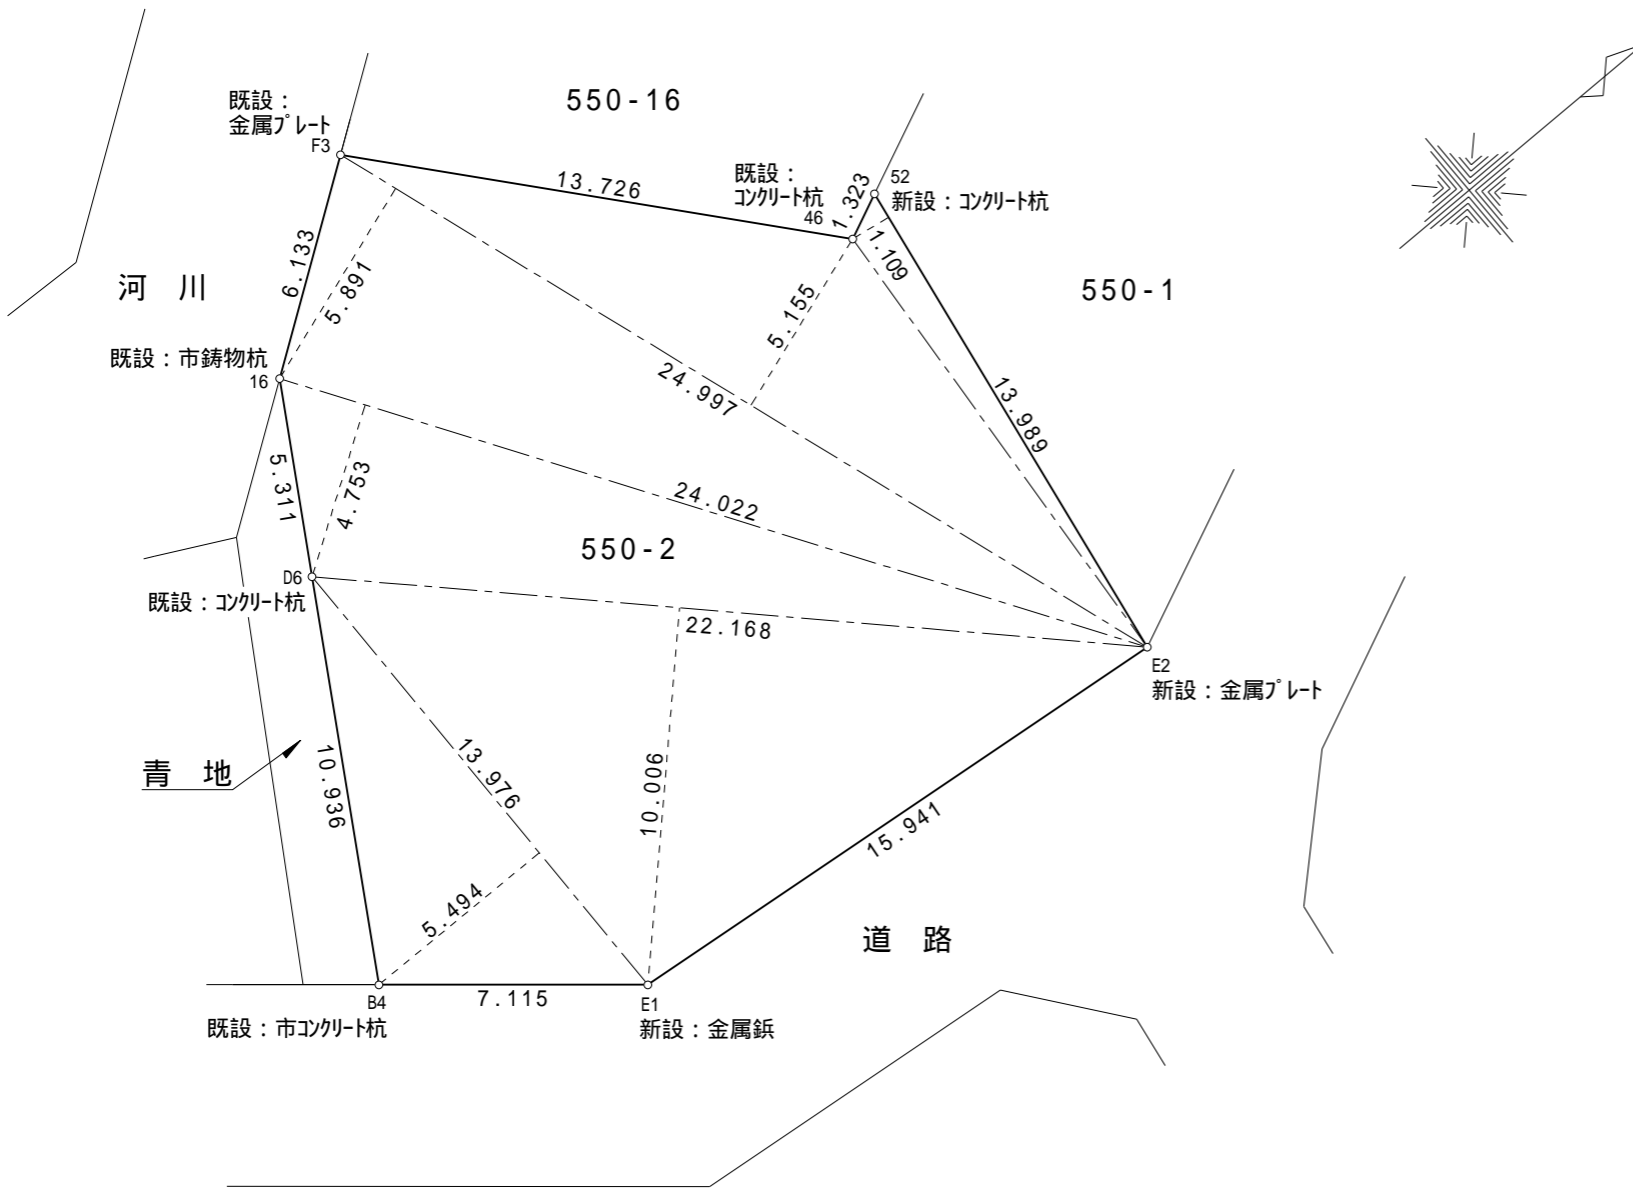 550-16
既設：
金属プレート
F3
13.726
既設：
コンクリート杭
46
1.323
52
新設：コンクリート杭
1.109
6.133
5.891
河　川
5.155
550-1
既設：市鋳物杭
16
24.997
13.989
5.311
4.753
24.022
550-2
D6
既設：コンクリート杭
22.168
E2
新設：金属プレート
青　地
10.936
13.976
10.006
15.941
5.494
道　路
B4
7.115
E1
既設：市コンクリート杭
新設：金属鋲